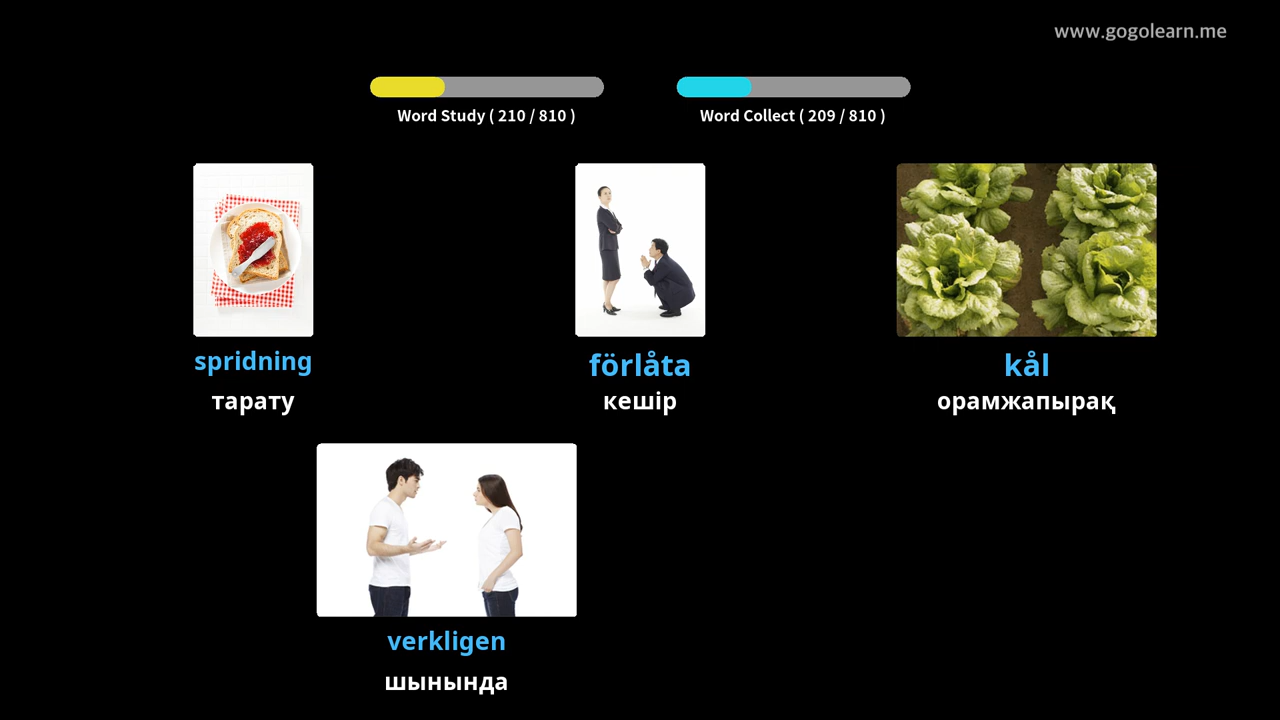 www.gogolearn.me
Word Study ( 210 / 810 )
Word Collect ( 209 / 810 )
spridning
тарату
förlåta
кешір
kål
орамжапырақ
verkligen
шынында